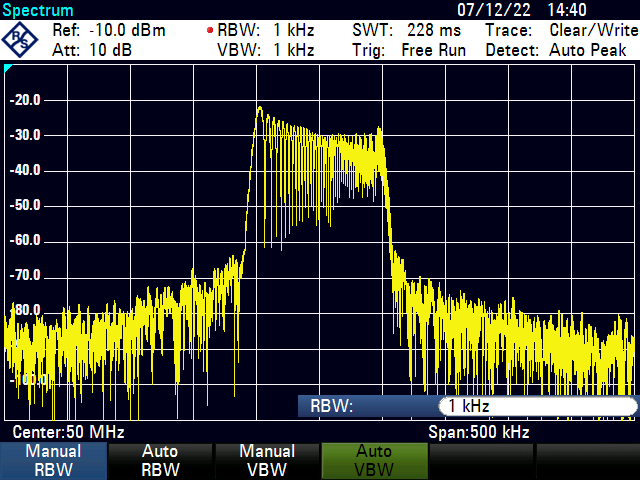 Spectrum 07/12/22 14:40
R&S Ref: -10.0 dBm RBW: 1 kHz SWT: 228 ms Trace: Clear/Write
Att: 10 dB VBW: 1 kHz Trig: Free Run Detect: Auto Peak
-20.0
-30.0
-40.0
-50.0
-60.0
-70.0
-80.0
-100.0
RBW: 1 kHz
Center:50 MHz Span:500 kHz
Manual Auto Manual Auto
RBW RBW VBW VBW